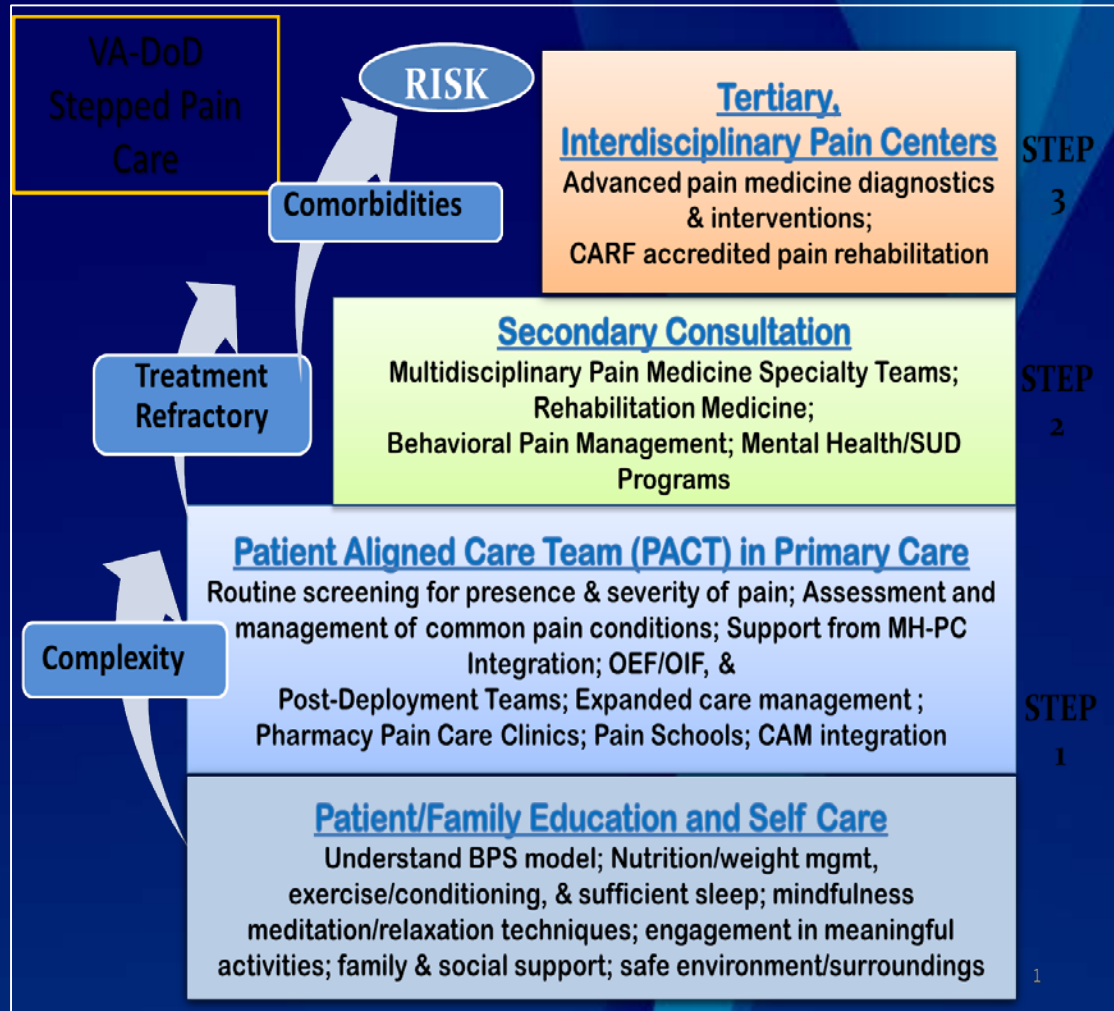 VA-DoD
Stepped Pain
Care
RISK
Comorbidities
Treatment
Refractory
Complexity
Tertiary,
Interdisciplinary Pain Centers
Advanced pain medicine diagnostics
& interventions;
CARF accredited pain rehabilitation
STEP
3
Secondary Consultation
Multidisciplinary Pain Medicine Specialty Teams;
Rehabilitation Medicine;
Behavioral Pain Management; Mental Health/SUD
Programs
STEP
2
Patient Aligned Care Team (PACT) in Primary Care
Routine screening for presence & severity of pain; Assessment and
management of common pain conditions; Support from MH-PC
Integration; OEF/OIF, &
Post-Deployment Teams; Expanded care management ;
Pharmacy Pain Care Clinics; Pain Schools; CAM integration
STEP
1
Patient/Family Education and Self Care
Understand BPS model; Nutrition/weight mgmt,
exercise/conditioning, & sufficient sleep; mindfulness
meditation/relaxation techniques; engagement in meaningful
activities; family & social support; safe environment/surroundings
1